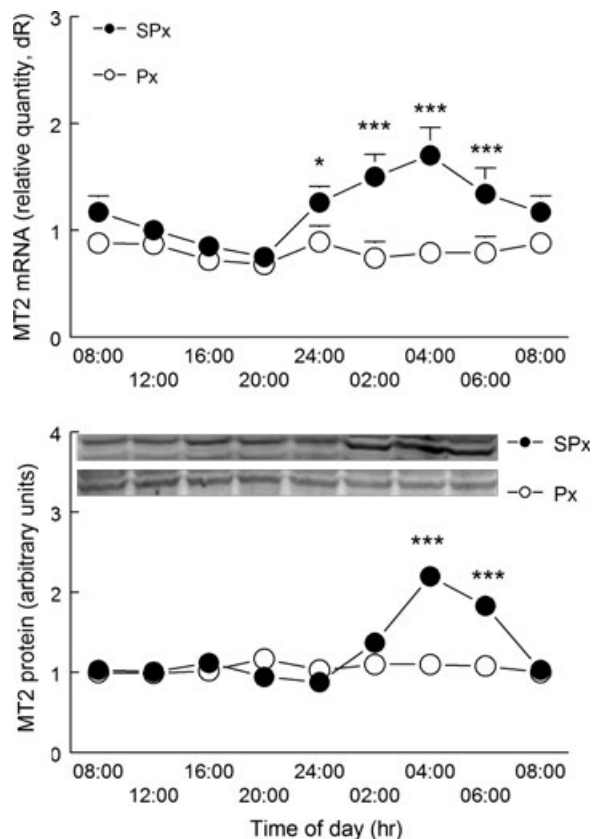 3
SPx
Px
***
***
2
***
*
1
0
MT2 mRNA (relative quantity, dR)
08:00 16:00 24:00 04:00 08:00
12:00 20:00 02:00 06:00
4
SPx
Px
3
***
***
2
1
0
MT2 protein (arbitrary units)
08:00 16:00 24:00 04:00 08:00
12:00 20:00 02:00 06:00
Time of day (hr)